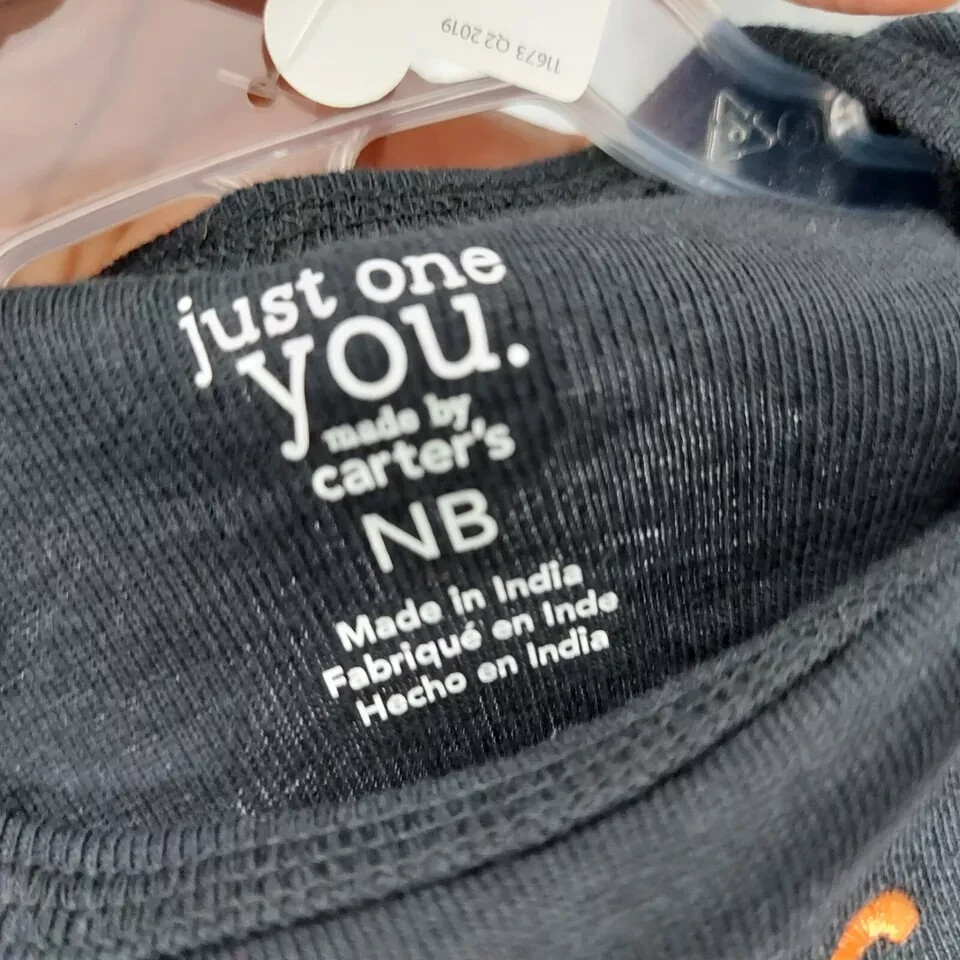 11673 Q2 2019
just one
you.
made by
carter's
NB
Made in India
Fabriqué en Inde
Hecho en India